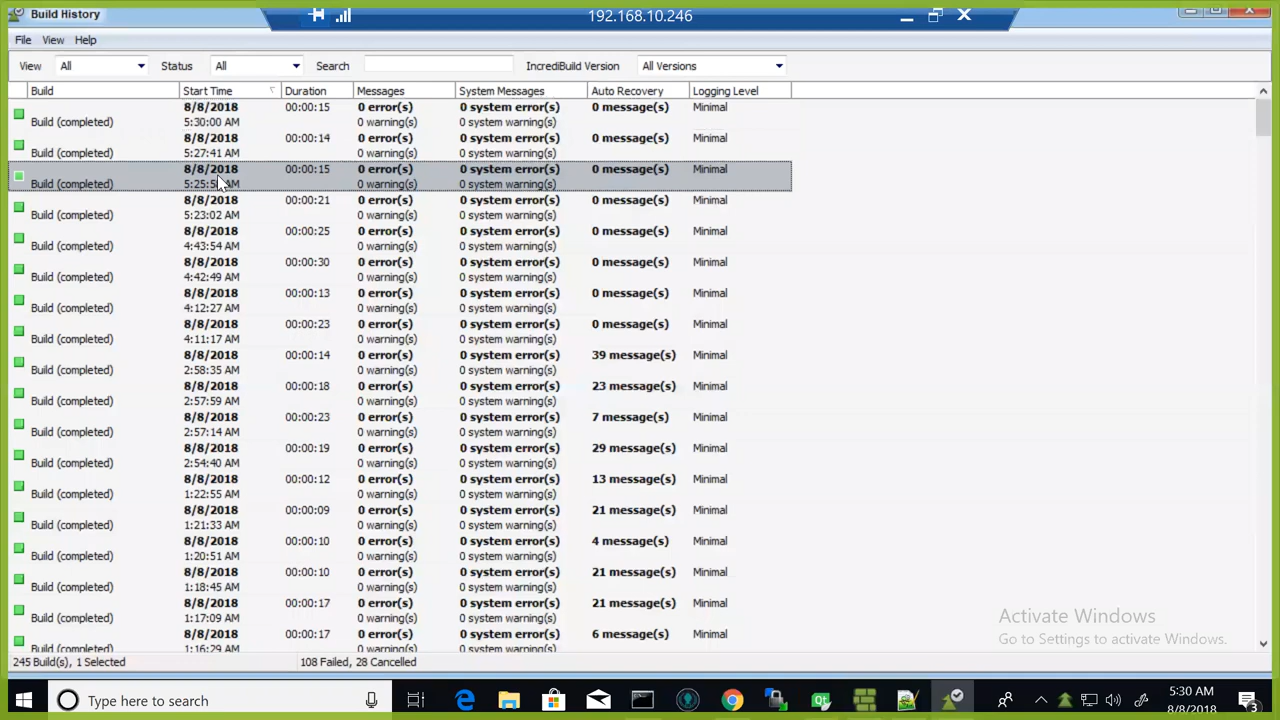 Build History
192.168.10.246
File View Help
View All Status All Search IncrediBuild Version All Versions
Build Start Time Duration Messages System Messages Auto Recovery Logging Level
8/8/2018 00:00:15 0 error(s) 0 system error(s) 0 message(s) Minimal
Build (completed) 5:30:00 AM 0 warning(s) 0 system warning(s)
8/8/2018 00:00:14 0 error(s) 0 system error(s) 0 message(s) Minimal
Build (completed) 5:27:41 AM 0 warning(s) 0 system warning(s)
8/8/2018 00:00:15 0 error(s) 0 system error(s) 0 message(s) Minimal
Build (completed) AM 0 warning(s) 0 system warning(s)
8/8/2018 00:00:21 0 error(s) 0 system error(s) 0 message(s) Minimal
Build (completed) 5:23:02 AM 0 warning(s) 0 system warning(s)
8/8/2018 00:00:25 0 error(s) 0 system error(s) 0 message(s) Minimal
Build (completed) 4:43:54 AM 0 warning(s) 0 system warning(s)
8/8/2018 00:00:30 0 error(s) 0 system error(s) 0 message(s) Minimal
Build (completed) 4:42:49 AM 0 warning(s) 0 system warning(s)
8/8/2018 00:00:13 0 error(s) 0 system error(s) 0 message(s) Minimal
Build (completed) 4:12:27 AM 0 warning(s) 0 system warning(s)
8/8/2018 00:00:23 0 error(s) 0 system error(s) 0 message(s) Minimal
Build (completed) 4:11:17 AM 0 warning(s) 0 system warning(s)
8/8/2018 00:00:14 0 error(s) 0 system error(s) 39 message(s) Minimal
Build (completed) 2:58:35 AM 0 warning(s) 0 system warning(s)
8/8/2018 00:00:18 0 error(s) 0 system error(s) 23 message(s) Minimal
Build (completed) 2:57:59 AM 0 warning(s) 0 system warning(s)
8/8/2018 00:00:23 0 error(s) 0 system error(s) 7 message(s) Minimal
Build (completed) 2:57:14 AM 0 warning(s) 0 system warning(s)
8/8/2018 00:00:19 0 error(s) 0 system error(s) 29 message(s) Minimal
Build (completed) 2:54:40 AM 0 warning(s) 0 system warning(s)
8/8/2018 00:00:12 0 error(s) 0 system error(s) 13 message(s) Minimal
Build (completed) 1:22:55 AM 0 warning(s) 0 system warning(s)
8/8/2018 00:00:09 0 error(s) 0 system error(s) 21 message(s) Minimal
Build (completed) 1:21:33 AM 0 warning(s) 0 system warning(s)
8/8/2018 00:00:10 0 error(s) 0 system error(s) 4 message(s) Minimal
Build (completed) 1:20:51 AM 0 warning(s) 0 system warning(s)
8/8/2018 00:00:10 0 error(s) 0 system error(s) 21 message(s) Minimal
Build (completed) 1:18:45 AM 0 warning(s) 0 system warning(s)
8/8/2018 00:00:17 0 error(s) 0 system error(s) 21 message(s) Minimal
Build (completed) 1:17:09 AM 0 warning(s) 0 system warning(s)
8/8/2018 00:00:17 0 error(s) 0 system error(s) 6 message(s) Minimal
Build (completed) 1:16:29 AM 0 warning(s) 0 system warning(s)
Activate Windows
Go to Settings to activate Windows.
245 Build(s), 1 Selected 108 Failed, 28 Cancelled
Type here to search
5:30 AM
8/8/2018
3